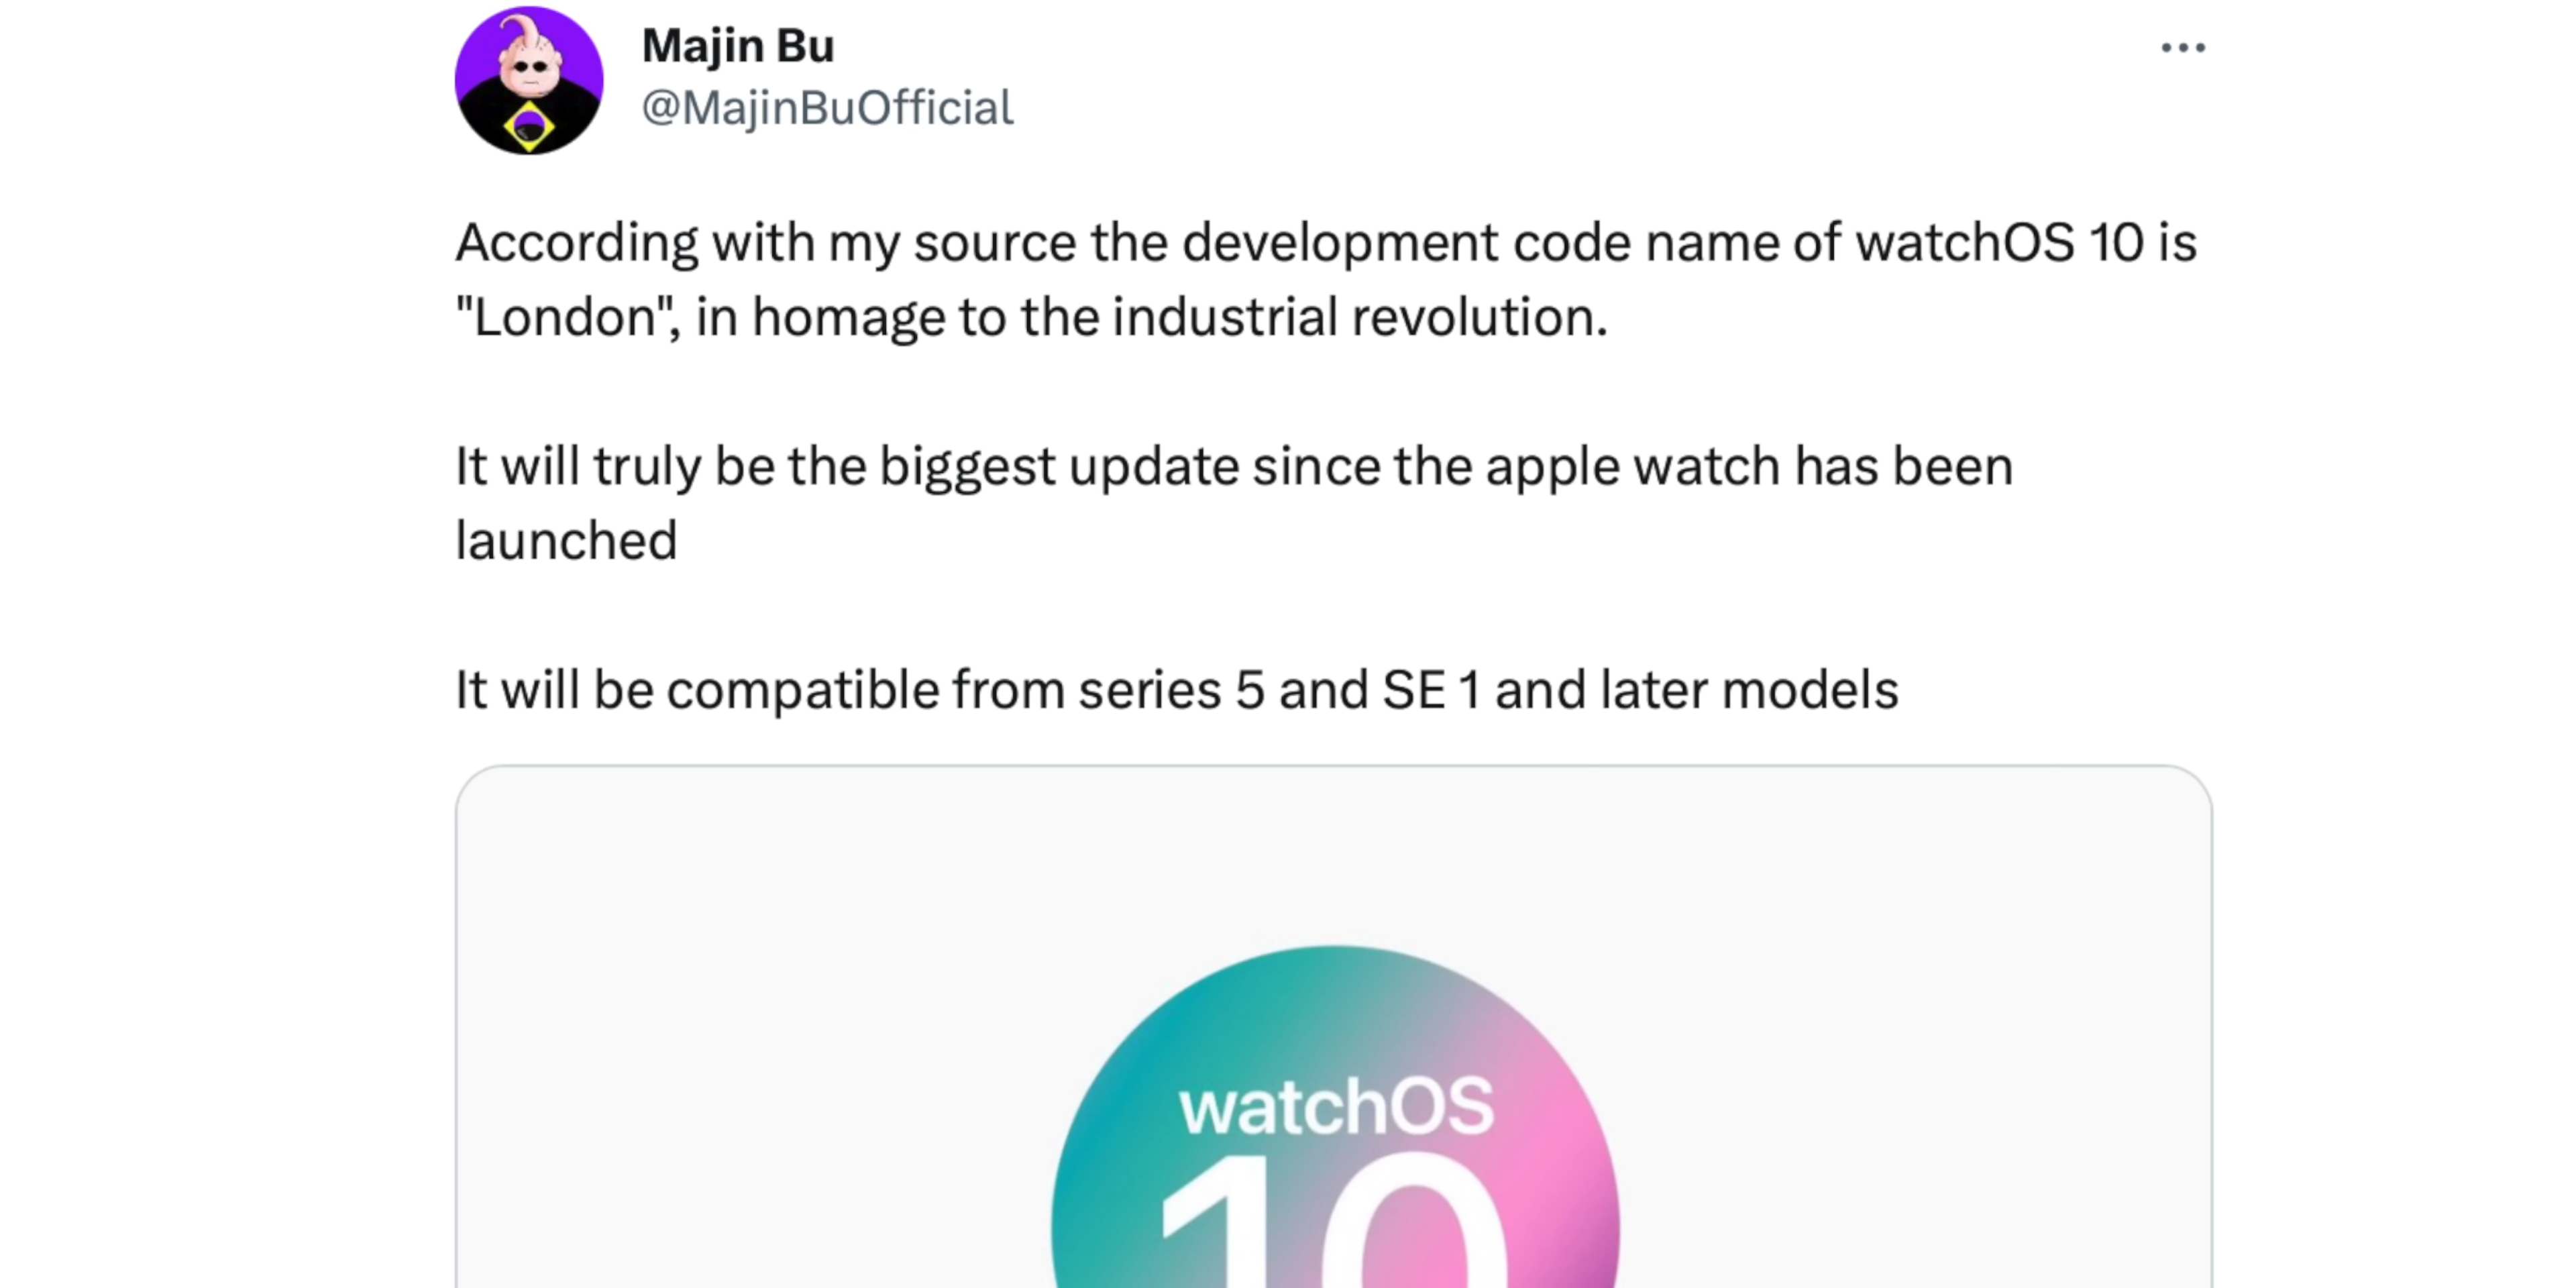 Majin Bu
@MajinBuOfficial
According with my source the development code name of watchOS 10 is
"London", in homage to the industrial revolution.
It will truly be the biggest update since the apple watch has been
launched
It will be compatible from series 5 and SE 1 and later models
watchOS
10